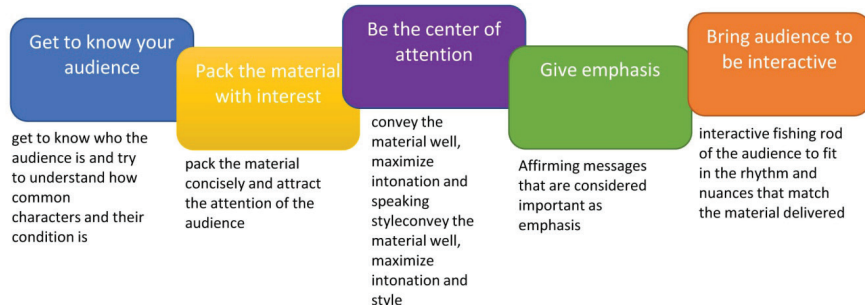 Get to know your
audience
get to know who the
audience is and try
to understand how
common
characters and their
condition is
Pack the material
with interest
pack the material
concisely and attract
the attention of the
audience
Be the center of
attention
convey the
material well,
maximize
intonation and
speaking
styleconvey the
material well,
maximize
intonation and
style
Give emphasis
Affirming messages
that are considered
important as
emphasis
Bring audience to
be interactive
interactive fishing rod
of the audience to fit
in the rhythm and
nuances that match
the material delivered